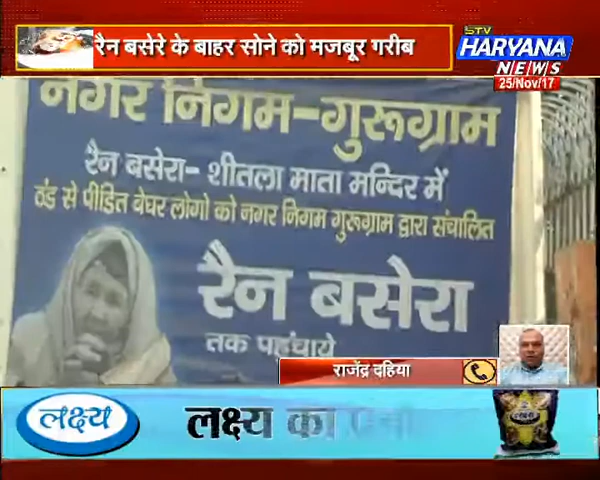 रैन बसेरे के बाहर सोने को मजबूर गरीब
STV
HARYANA
NEWS
25/Nov/17
नगर निगम-गुरूग्राम
रैन बसेरा- शीतला माता मन्दिर में
ठंड से पीडित बेघर लोगो को नगर निगम गुरूग्राम द्वारा संचालित
रैन बसेरा
तक पहुंचाये
राजेंद्र दहिया
लक्ष्य
लक्ष्य का